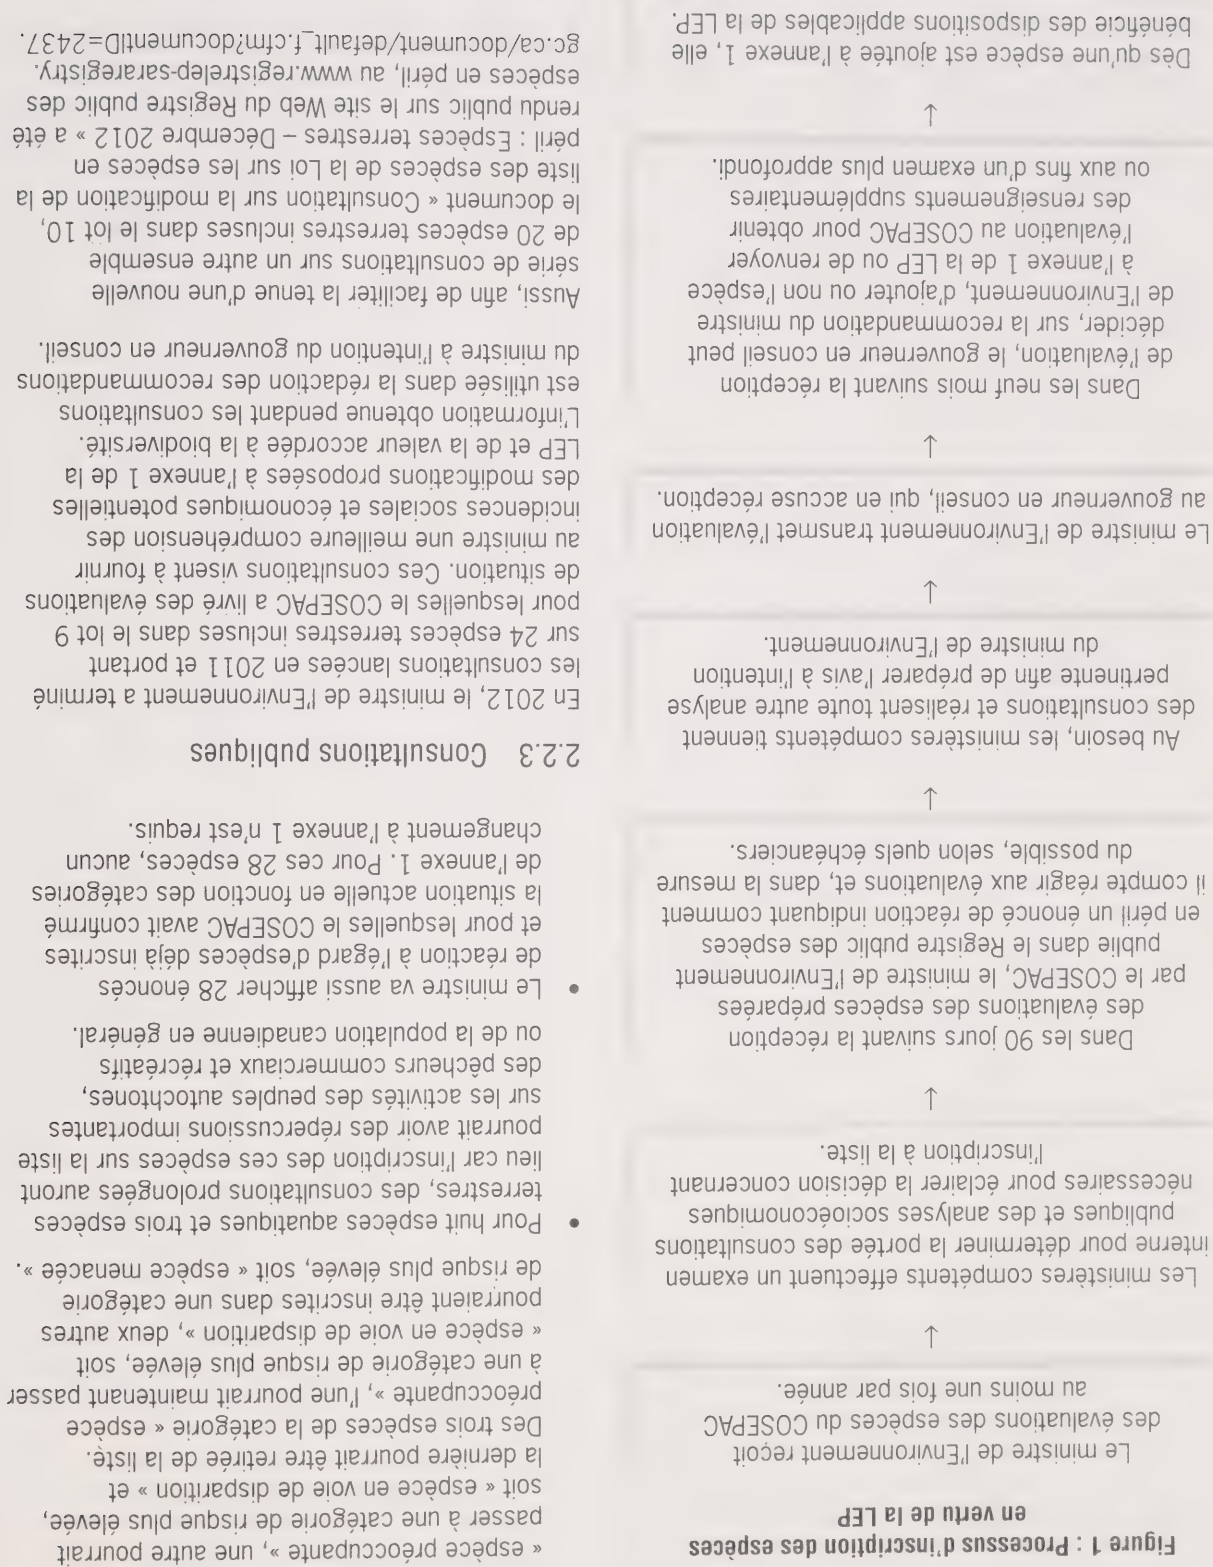 Figure 1 : Processus d'inscription des espèces
en vertu de la LEP
Le ministre de l'Environnement reçoit
des évaluations des espèces du COSEPAC
au moins une fois par année.
Les ministères compétents effectuent un examen
interne pour déterminer la portée des consultations
publiques et des analyses socioéconomiques
nécessaires pour éclairer la décision concernant
l'inscription à la liste.
Dans les 90 jours suivant la réception
des évaluations des espèces préparées
par le COSEPAC, le ministre de l'Environnement
publie dans le Registre public des espèces
en péril un énoncé de réaction indiquant comment
il compte réagir aux évaluations et, dans la mesure
du possible, selon quels échéanciers.
Au besoin, les ministères compétents tiennent
des consultations et réalisent toute autre analyse
pertinente afin de préparer l'avis à l'intention
du ministre de l'Environnement.
Le ministre de l'Environnement transmet l'évaluation
au gouverneur en conseil, qui en accuse réception.
Dans les neuf mois suivant la réception
de l'évaluation, le gouverneur en conseil peut
décider, sur la recommandation du ministre
de l'Environnement, d'ajouter ou non l'espèce
à l'annexe 1 de la LEP ou de renvoyer
l'évaluation au COSEPAC pour obtenir
des renseignements supplémentaires
ou aux fins d'un examen plus approfondi.
Dès qu'une espèce est ajoutée à l'annexe 1, elle
bénéficie des dispositions applicables de la LEP.
« espèce préoccupante », une autre pourrait
passer à une catégorie de risque plus élevée,
soit « espèce en voie de disparition » et
la dernière pourrait être retirée de la liste.
Des trois espèces de la catégorie « espèce
préoccupante », l'une pourrait maintenant passer
à une catégorie de risque plus élevée, soit
« espèce en voie de disparition », deux autres
pourraient être inscrites dans une catégorie
de risque plus élevée, soit « espèce menacée ».
• Pour huit espèces aquatiques et trois espèces
terrestres, des consultations prolongées auront
lieu car l'inscription des ces espèces sur la liste
pourrait avoir des répercussions importantes
sur les activités des peuples autochtones,
des pêcheurs commerciaux et récréatifs
ou de la population canadienne en général.
• Le ministre va aussi afficher 28 énoncés
de réaction à l'égard d'espèces déjà inscrites
et pour lesquelles le COSEPAC avait confirmé
la situation actuelle en fonction des catégories
de l'annexe 1. Pour ces 28 espèces, aucun
changement à l'annexe 1 n'est requis.
2.2.3 Consultations publiques
En 2012, le ministre de l'Environnement a terminé
les consultations lancées en 2011 et portant
sur 24 espèces terrestres incluses dans le lot 9
pour lesquelles le COSEPAC a livré des évaluations
de situation. Ces consultations visent à fournir
au ministre une meilleure compréhension des
incidences sociales et économiques potentielles
des modifications proposées à l'annexe 1 de la
LEP et de la valeur accordée à la biodiversité.
L'information obtenue pendant les consultations
est utilisée dans la rédaction des recommandations
du ministre à l'intention du gouverneur en conseil.
Aussi, afin de faciliter la tenue d'une nouvelle
série de consultations sur un autre ensemble
de 20 espèces terrestres incluses dans le lot 10,
le document « Consultation sur la modification de la
liste des espèces de la Loi sur les espèces en
péril : Espèces terrestres – Décembre 2012 » a été
rendu public sur le site Web du Registre public des
espèces en péril, au www.registrelep-sararegistry.
gc.ca/document/default_f.cfm?documentID=2437.